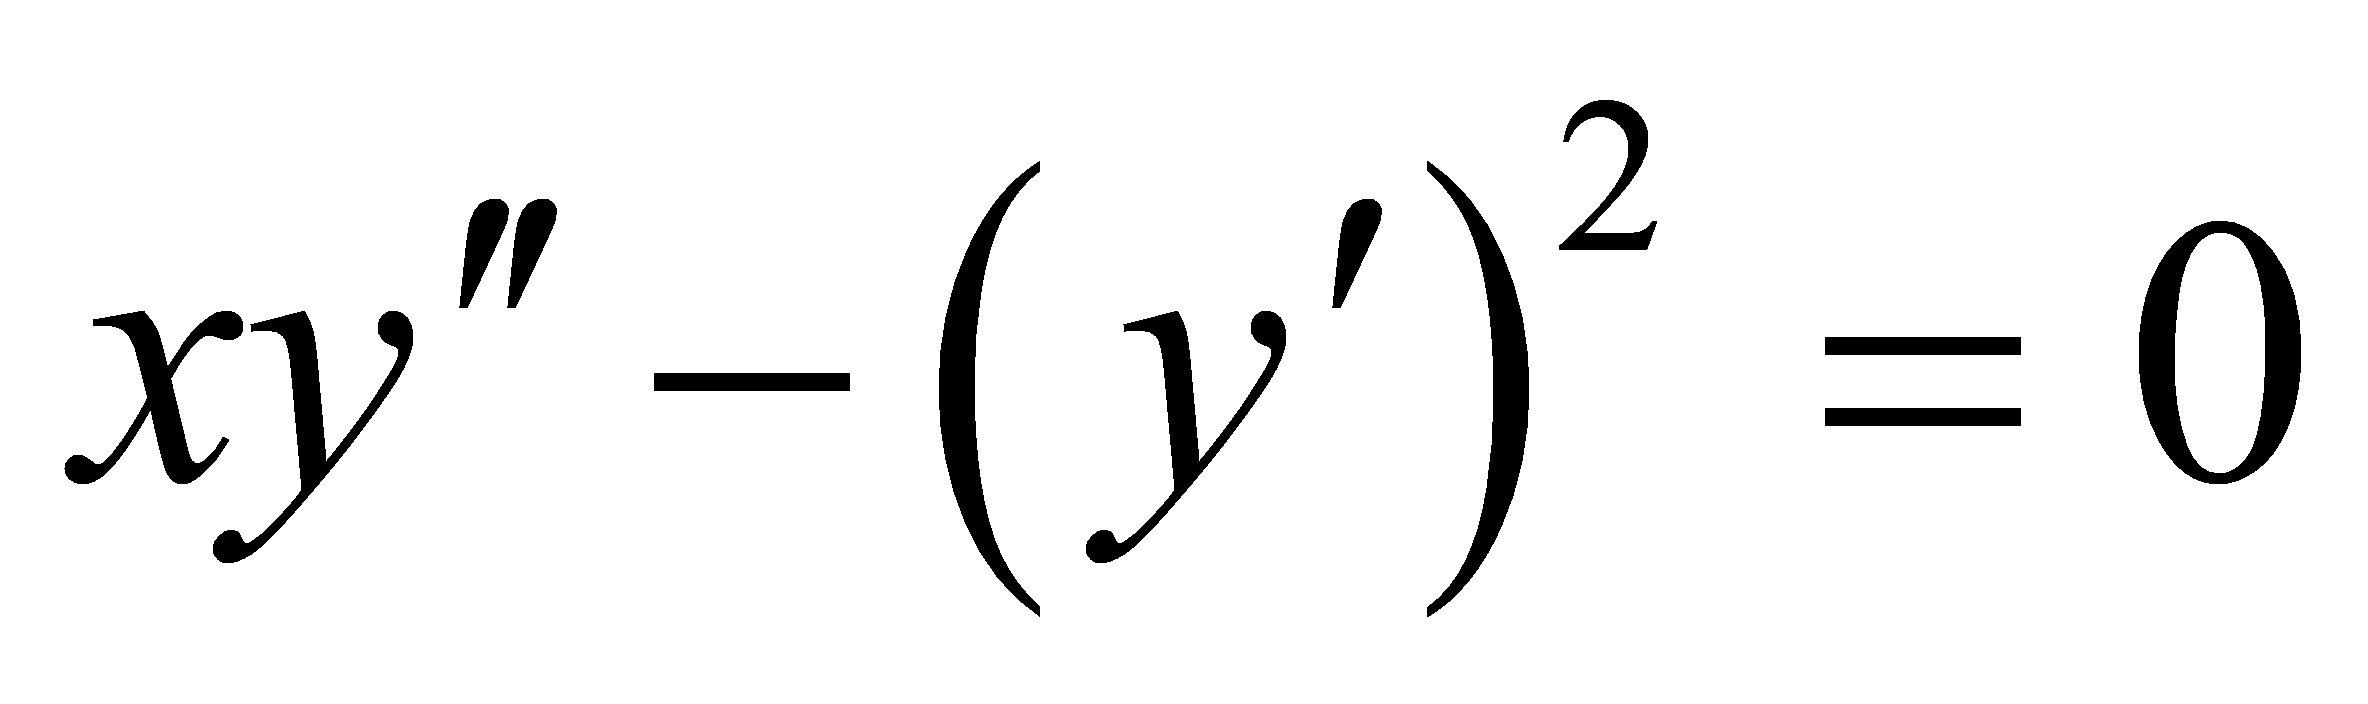 xy″ − (y′)² = 0